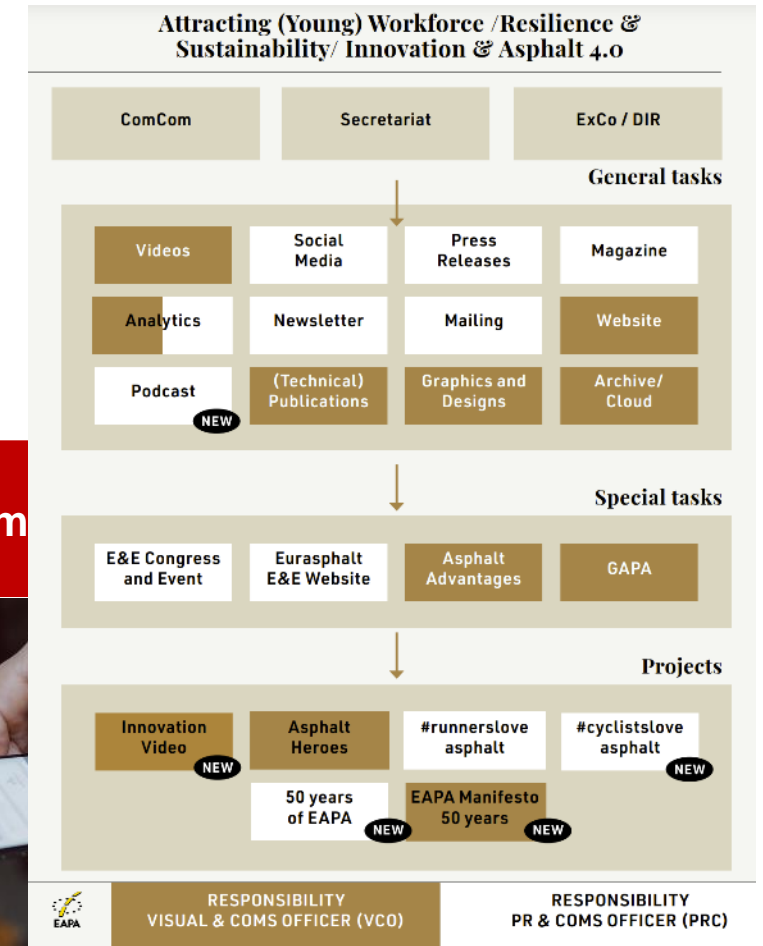 Attracting (Young) Workforce /Resilience &
Sustainability/ Innovation & Asphalt 4.0
ComCom
Secretariat
ExCo / DIR
General tasks
Videos
Social
Media
Press
Releases
Magazine
Analytics
Newsletter
Mailing
Website
Podcast
NEW
(Technical)
Publications
Graphics and
Designs
Archive/
Cloud
m
Special tasks
E&E Congress
and Event
Eurasphalt
E&E Website
Asphalt
Advantages
GAPA
Projects
Innovation
Video
NEW
Asphalt
Heroes
#runnerslove
asphalt
#cyclistslove
asphalt
NEW
50 years
of EAPA
NEW
EAPA Manifesto
50 years
NEW
EAPA
RESPONSIBILITY
VISUAL & COMS OFFICER (VCO)
RESPONSIBILITY
PR & COMS OFFICER (PRC)